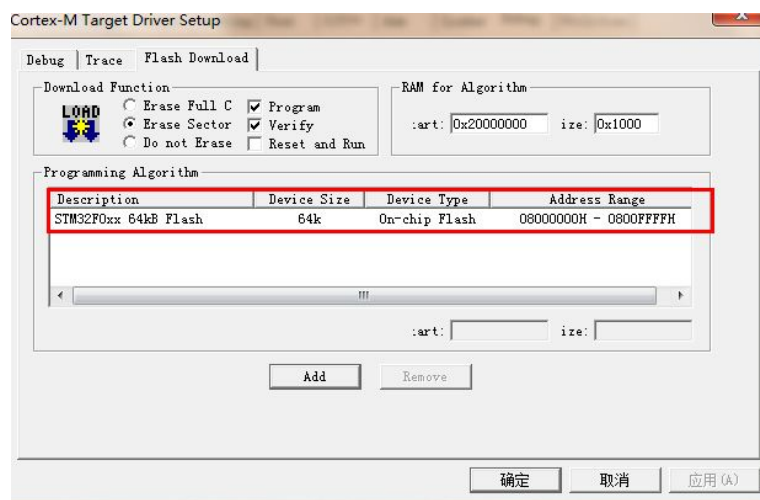 Cortex-M Target Driver Setup
Debug Trace Flash Download
Download Function
LOAD
Erase Full C
Program
Erase Sector
Verify
Do not Erase
Reset and Run
RAM for Algorithm
:art: 0x20000000 ize: 0x1000
Programming Algorithm
Description Device Size Device Type Address Range
STM32F0xx 64kB Flash 64k On-chip Flash 08000000H - 0800FFFFH
:art: ize:
Add Remove
确定 取消 应用(A)